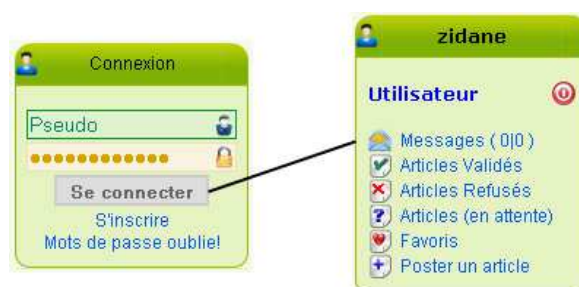 Connexion
Pseudo
Se connecter
S'inscrire
Mots de passe oublie!
zidane
Utilisateur
Messages ( 0|0 )
Articles Validés
Articles Refusés
Articles (en attente)
Favoris
Poster un article